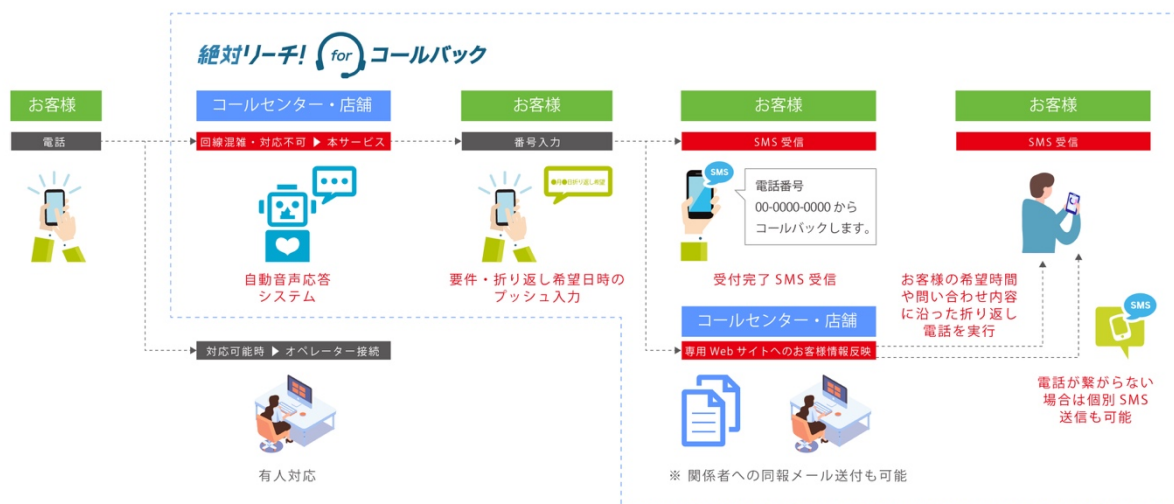 絶対リーチ! for コールバック
お客様
電話
コールセンター・店舗
回線混雑・対応不可 ▶ 本サービス
自動音声応答
システム
お客様
番号入力
●月●日折り返し希望
要件・折り返し希望日時の
プッシュ入力
お客様
SMS 受信
SMS
電話番号
00-0000-0000 から
コールバックします。
受付完了 SMS 受信
コールセンター・店舗
専用 Web サイトへのお客様情報反映
※ 関係者への同報メール送付も可能
お客様の希望時間
や問い合わせ内容
に沿った折り返し
電話を実行
お客様
SMS 受信
SMS
電話が繋がらない
場合は個別 SMS
送信も可能
対応可能時 ▶ オペレーター接続
有人対応